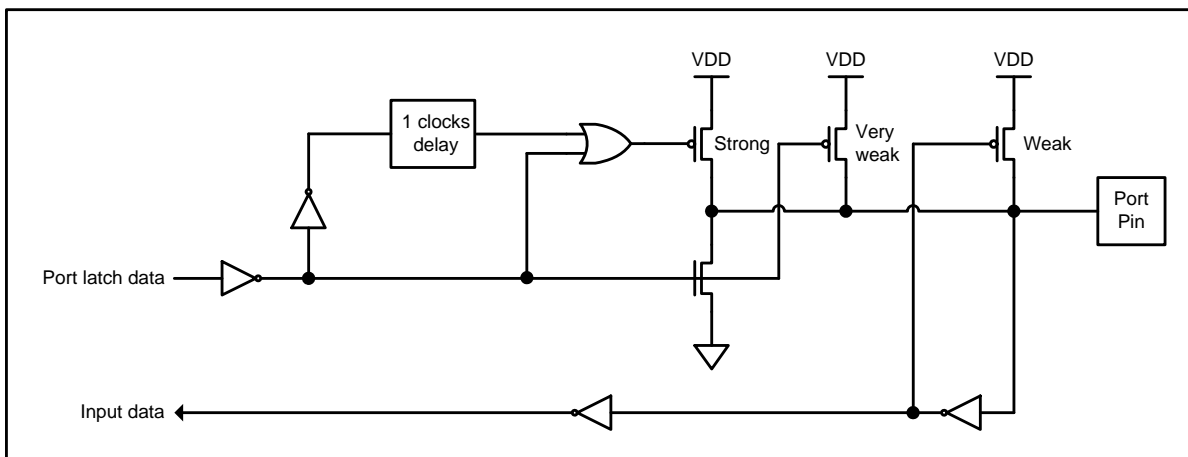 VDD
VDD
VDD
1 clocks
delay
Strong
Very
weak
Weak
Port
Pin
Port latch data
Input data